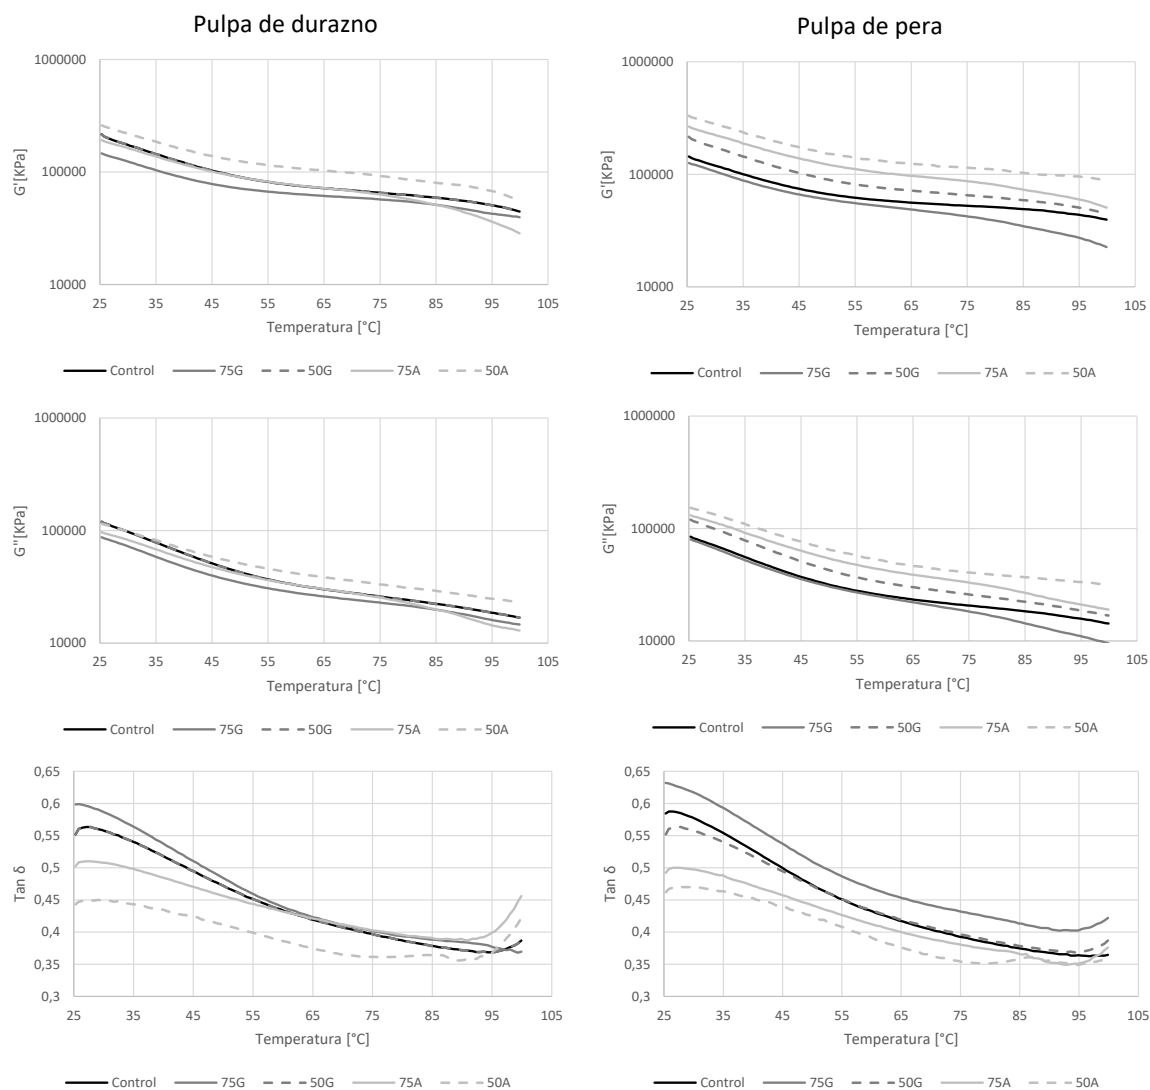 Pulpa de durazno
1000000
100000
10000
G'[KPa]
25 35 45 55 65 75 85 95 105
Temperatura [°C]
Control 75G 50G 75A 50A
Pulpa de pera
1000000
100000
10000
G'[KPa]
25 35 45 55 65 75 85 95 105
Temperatura [°C]
Control 75G 50G 75A 50A
1000000
100000
10000
G"[KPa]
25 35 45 55 65 75 85 95 105
Temperatura [°C]
Control 75G 50G 75A 50A
1000000
100000
10000
G"[KPa]
25 35 45 55 65 75 85 95 105
Temperatura [°C]
Control 75G 50G 75A 50A
0,65
0,6
0,55
0,5
0,45
0,4
0,35
0,3
Tan δ
25 35 45 55 65 75 85 95 105
Temperatura [°C]
Control 75G 50G 75A 50A
0,65
0,6
0,55
0,5
0,45
0,4
0,35
0,3
Tan δ
25 35 45 55 65 75 85 95 105
Temperatura [°C]
Control 75G 50G 75A 50A